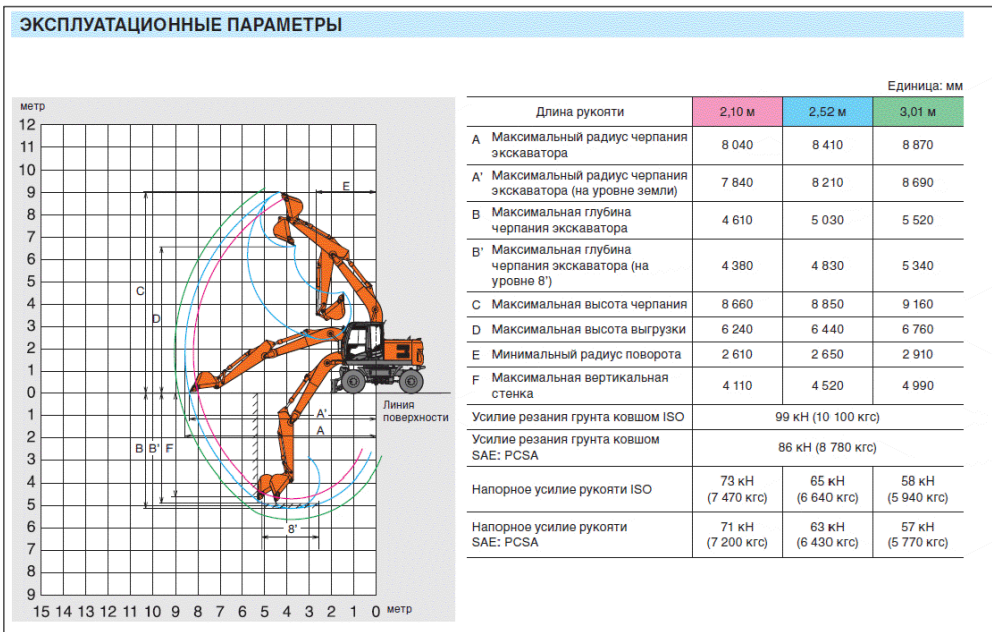 ЭКСПЛУАТАЦИОННЫЕ ПАРАМЕТРЫ
Единица: мм
метр
12
11
10
9
8
7
6
5
4
3
2
1
0
1
2
3
4
5
6
7
8
9
15 14 13 12 11 10 9 8 7 6 5 4 3 2 1 0 метр
E
C
D
Линия
поверхности
A'
A
B B' F
8'
Длина рукояти 2,10 м 2,52 м 3,01 м
A Максимальный радиус черпания
экскаватора 8 040 8 410 8 870
A' Максимальный радиус черпания
экскаватора (на уровне земли) 7 840 8 210 8 690
B Максимальная глубина
черпания экскаватора 4 610 5 030 5 520
B' Максимальная глубина
черпания экскаватора (на
уровне 8') 4 380 4 830 5 340
C Максимальная высота черпания 8 660 8 850 9 160
D Максимальная высота выгрузки 6 240 6 440 6 760
E Минимальный радиус поворота 2 610 2 650 2 910
F Максимальная вертикальная
стенка 4 110 4 520 4 990
Усилие резания грунта ковшом ISO 99 кН (10 100 кгс)
Усилие резания грунта ковшом
SAE: PCSA 86 кН (8 780 кгс)
Напорное усилие рукояти ISO 73 кН 65 кН 58 кН
(7 470 кгс) (6 640 кгс) (5 940 кгс)
Напорное усилие рукояти 71 кН 63 кН 57 кН
SAE: PCSA (7 200 кгс) (6 430 кгс) (5 770 кгс)